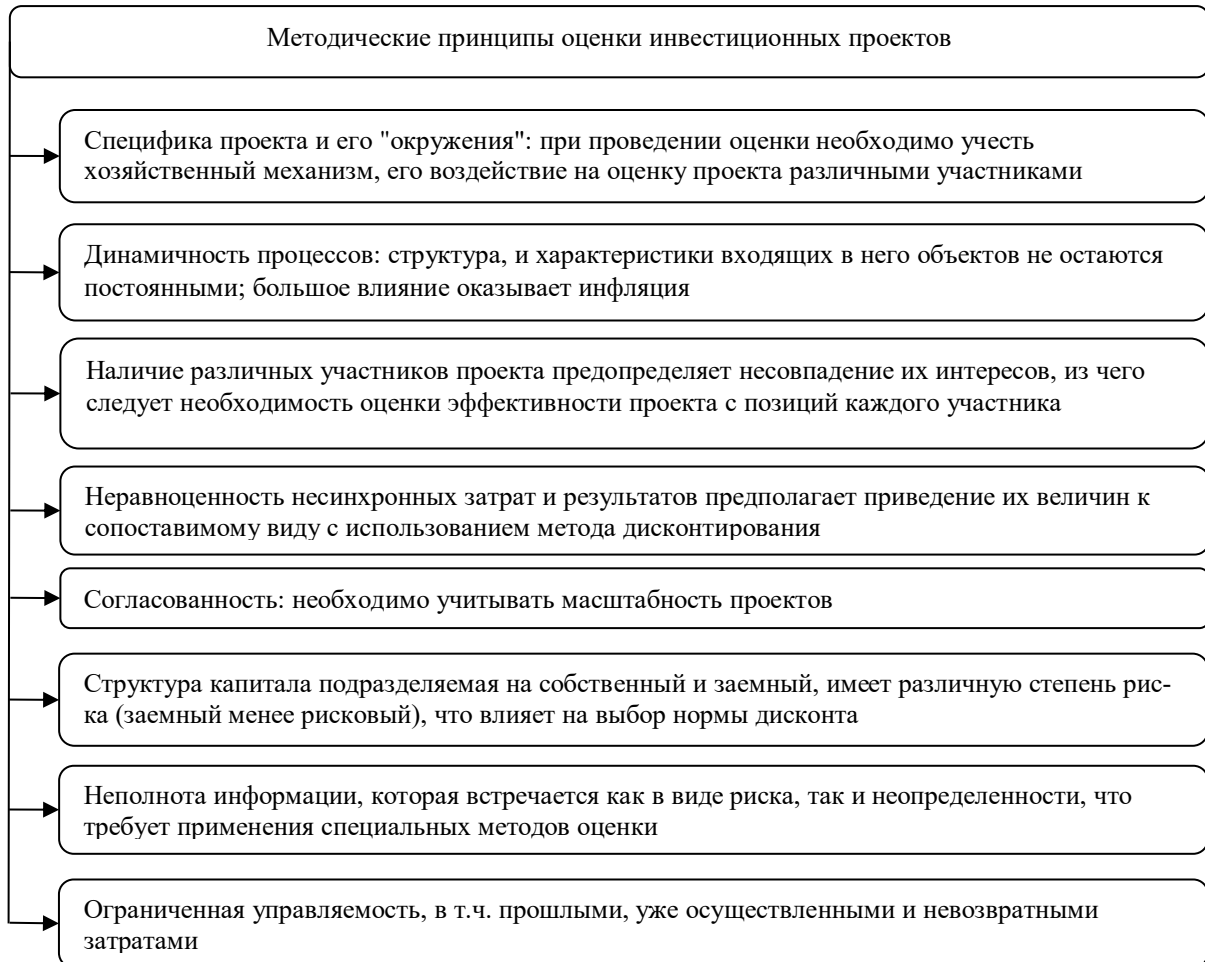 Методические принципы оценки инвестиционных проектов
Специфика проекта и его "окружения": при проведении оценки необходимо учесть
хозяйственный механизм, его воздействие на оценку проекта различными участниками
Динамичность процессов: структура, и характеристики входящих в него объектов не остаются
постоянными; большое влияние оказывает инфляция
Наличие различных участников проекта предопределяет несовпадение их интересов, из чего
следует необходимость оценки эффективности проекта с позиций каждого участника
Неравноценность несинхронных затрат и результатов предполагает приведение их величин к
сопоставимому виду с использованием метода дисконтирования
Согласованность: необходимо учитывать масштабность проектов
Структура капитала подразделяемая на собственный и заемный, имеет различную степень рис-
ка (заемный менее рисковый), что влияет на выбор нормы дисконта
Неполнота информации, которая встречается как в виде риска, так и неопределенности, что
требует применения специальных методов оценки
Ограниченная управляемость, в т.ч. прошлыми, уже осуществленными и невозвратными
затратами